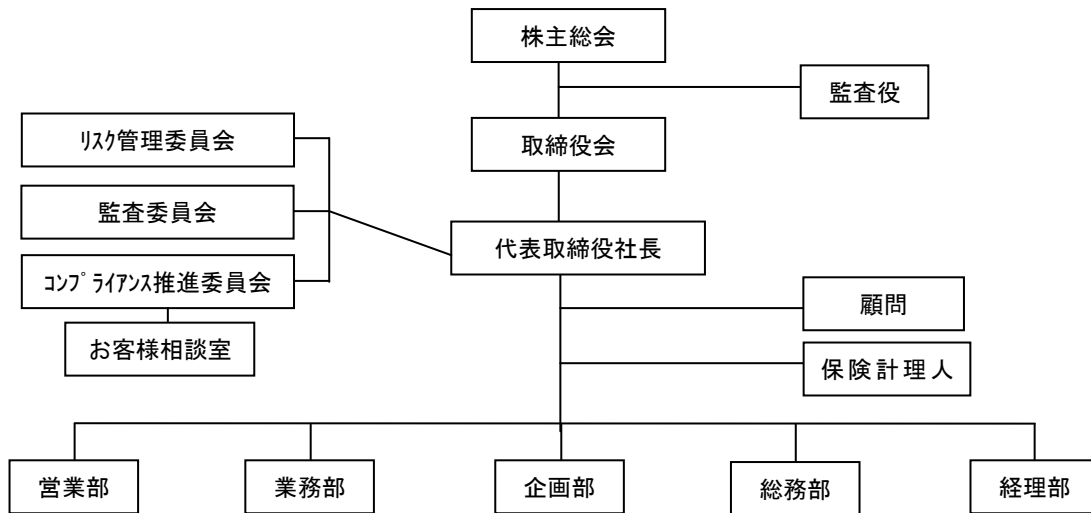 株主総会
監査役
ﾘｽｸ管理委員会
取締役会
監査委員会
代表取締役社長
ｺﾝﾌﾟﾗｲｱﾝｽ推進委員会
顧問
お客様相談室
保険計理人
営業部
業務部
企画部
総務部
経理部